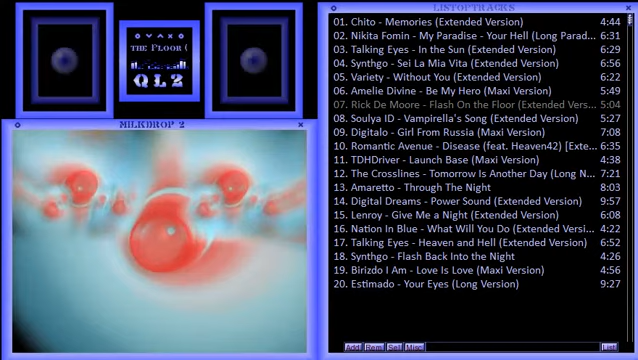 LISTOFTRACKS
THE FLOOR (
MILKDROP 2
01. Chito - Memories (Extended Version) 4:44
02. Nikita Fomin - My Paradise - Your Hell (Long Parad... 6:31
03. Talking Eyes - In the Sun (Extended Version) 6:29
04. Synthgo - Sei La Mia Vita (Extended Version) 6:56
05. Variety - Without You (Extended Version) 6:22
06. Amelie Divine - Be My Hero (Maxi Version) 5:49
07. Rick De Moore - Flash On the Floor (Extended Vers... 5:04
08. Soulya ID - Vampirella's Song (Extended Version) 5:27
09. Digitalo - Girl From Russia (Maxi Version) 7:08
10. Romantic Avenue - Disease (feat. Heaven42) [Exte... 6:35
11. TDHDriver - Launch Base (Maxi Version) 4:38
12. The Crosslines - Tomorrow Is Another Day (Long N... 7:21
13. Amaretto - Through The Night 8:03
14. Digital Dreams - Power Sound (Extended Version) 9:57
15. Lenroy - Give Me a Night (Extended Version) 6:08
16. Nation In Blue - What Will You Do (Extended Versi... 4:22
17. Talking Eyes - Heaven and Hell (Extended Version) 6:52
18. Synthgo - Flash Back Into the Night 4:26
19. Birizdo I Am - Love Is Love (Maxi Version) 4:56
20. Estimado - Your Eyes (Long Version) 9:27
Add Rem Sel Misc List